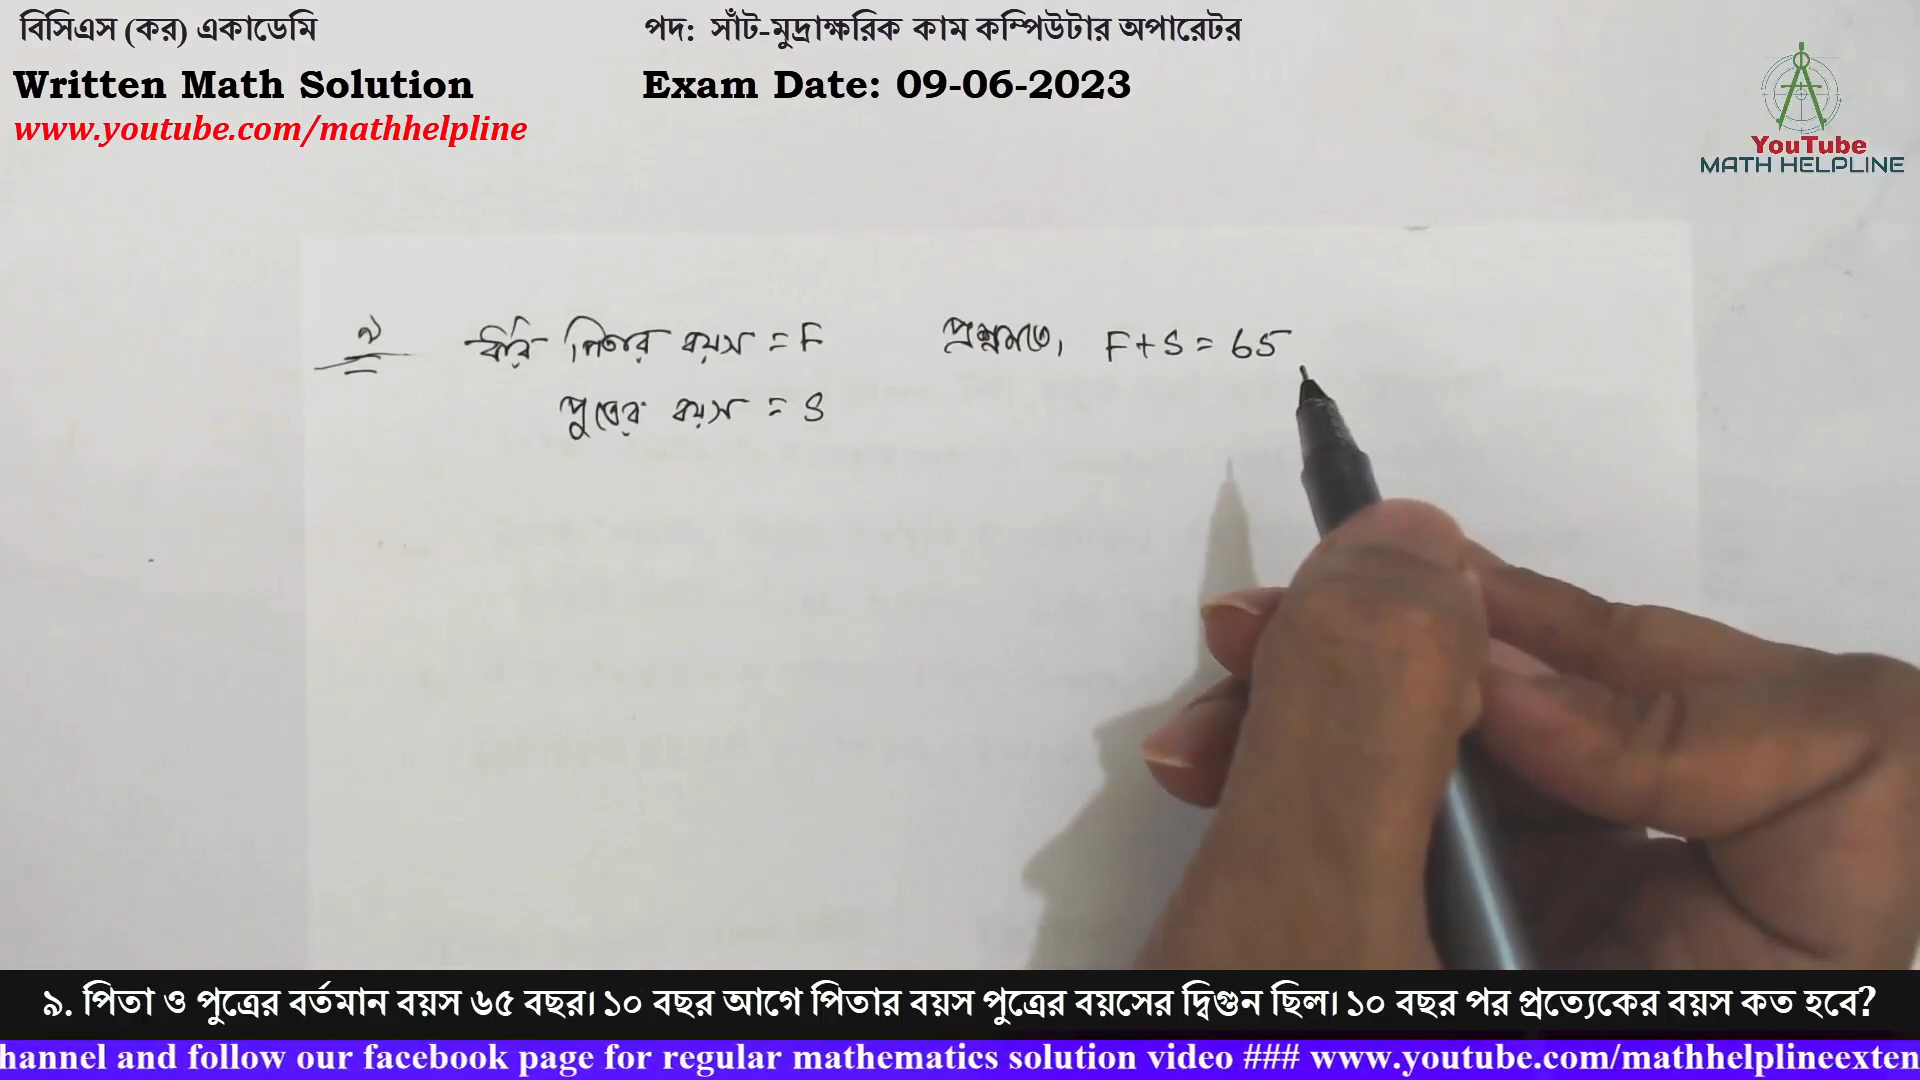 বিসিএস (কর) একাডেমি
পদ: সাঁট-মুদ্রাক্ষরিক কাম কম্পিউটার অপারেটর
Written Math Solution
Exam Date: 09-06-2023
www.youtube.com/mathhelpline
YouTube
MATH HELPLINE
৯ ধরি পিতার বয়স = F
প্রশ্নমতে, F+S = 65
পুত্রের বয়স = S
৯. পিতা ও পুত্রের বর্তমান বয়স ৬৫ বছর। ১০ বছর আগে পিতার বয়স পুত্রের বয়সের দ্বিগুন ছিল। ১০ বছর পর প্রত্যেকের বয়স কত হবে?
hannel and follow our facebook page for regular mathematics solution video ### www.youtube.com/mathhelplineexten